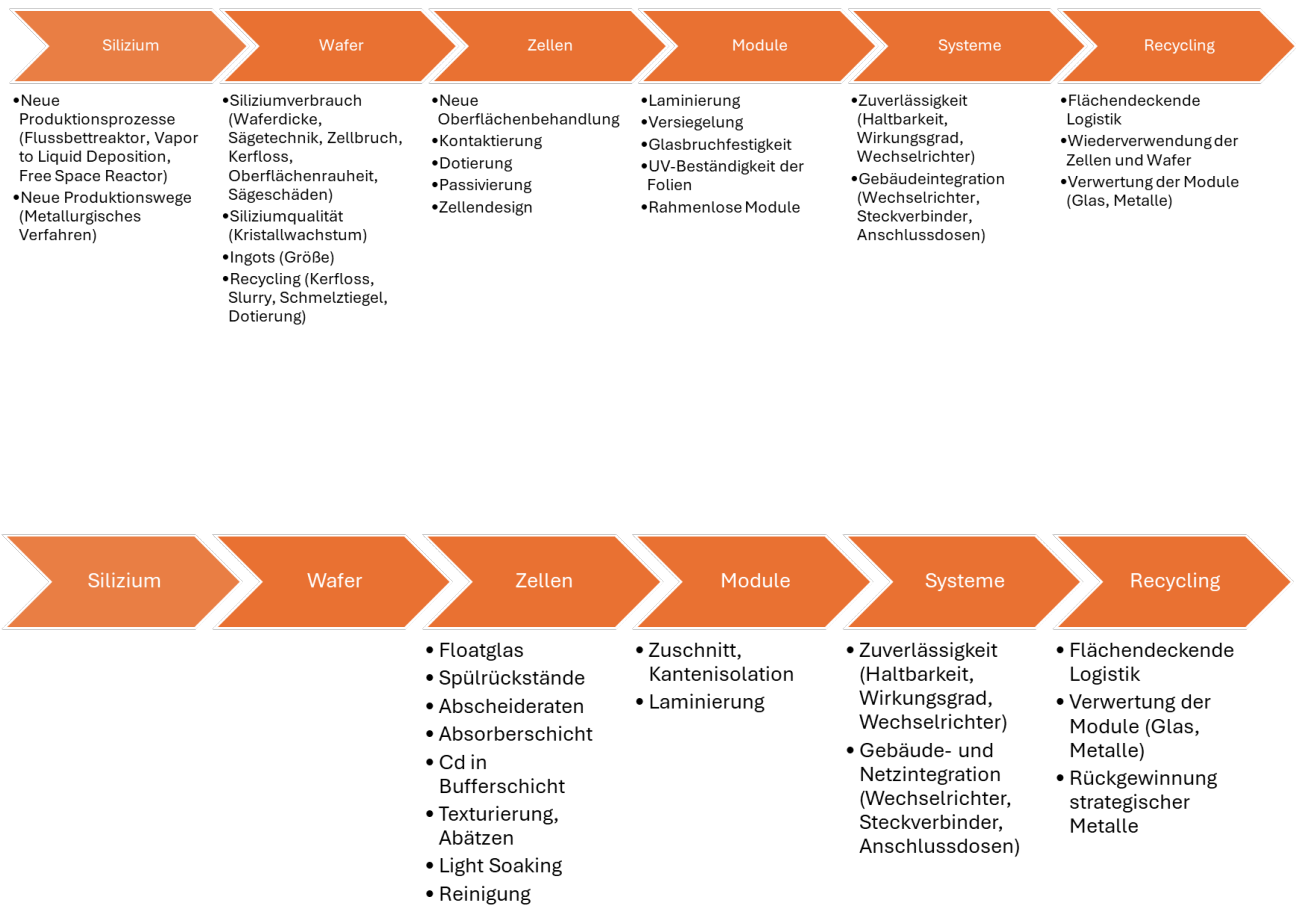 Silizium
Wafer
Zellen
Module
Systeme
Recycling
•Neue
Produktionsprozesse
(Flussbettreaktor, Vapor
to Liquid Deposition,
Free Space Reactor)
•Neue Produktionswege
(Metallurgisches
Verfahren)
•Siliziumverbrauch
(Waferdicke,
Sägetechnik, Zellbruch,
Kerfloss,
Oberflächenrauheit,
Sägeschäden)
•Siliziumqualität
(Kristallwachstum)
•Ingots (Größe)
•Recycling (Kerfloss,
Slurry, Schmelztiegel,
Dotierung)
•Neue
Oberflächenbehandlung
•Kontaktierung
•Dotierung
•Passivierung
•Zellendesign
•Laminierung
•Versiegelung
•Glasbruchfestigkeit
•UV-Beständigkeit der
Folien
•Rahmenlose Module
•Zuverlässigkeit
(Haltbarkeit,
Wirkungsgrad,
Wechselrichter)
•Gebäudeintegration
(Wechselrichter,
Steckverbinder,
Anschlussdosen)
•Flächendeckende
Logistik
•Wiederverwendung der
Zellen und Wafer
•Verwertung der Module
(Glas, Metalle)
Silizium
Wafer
Zellen
Module
Systeme
Recycling
• Floatglas
• Spülrückstände
• Abscheideraten
• Absorberschicht
• Cd in
Bufferschicht
• Texturierung,
Abätzen
• Light Soaking
• Reinigung
• Zuschnitt,
Kantenisolation
• Laminierung
• Zuverlässigkeit
(Haltbarkeit,
Wirkungsgrad,
Wechselrichter)
• Gebäude- und
Netzintegration
(Wechselrichter,
Steckverbinder,
Anschlussdosen)
• Flächendeckende
Logistik
• Verwertung der
Module (Glas,
Metalle)
• Rückgewinnung
strategischer
Metalle